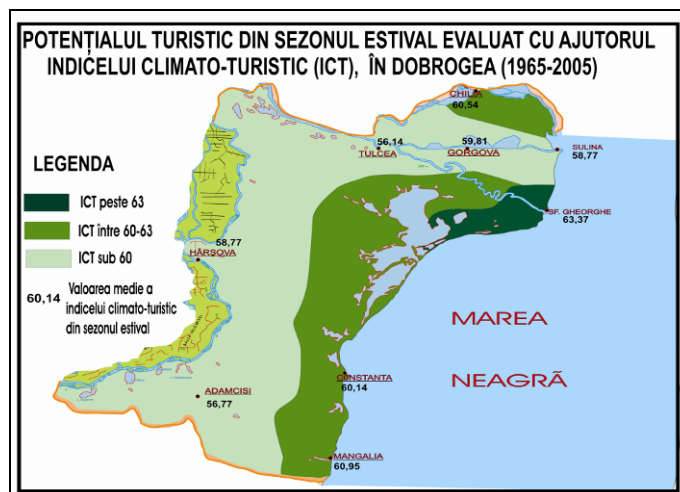 POTENȚIALUL TURISTIC DIN SEZONUL ESTIVAL EVALUAT CU AJUTORUL
INDICELUI CLIMATO-TURISTIC (ICT), ÎN DOBROGEA (1965-2005)
CHILIA
60,54
56,14
TULCEA
59,81
GORGOVA
SULINA
58,77
LEGENDA
ICT peste 63
ICT între 60-63
ICT sub 60
60,14
Valoarea medie a
indicelui climato-turistic
din sezonul estival
SF. GHEORGHE
63,37
58,77
HÂRȘOVA
MAREA
NEAGRĂ
CONSTANTA
60,14
ADAMCISI
56,77
MANGALIA
60,95